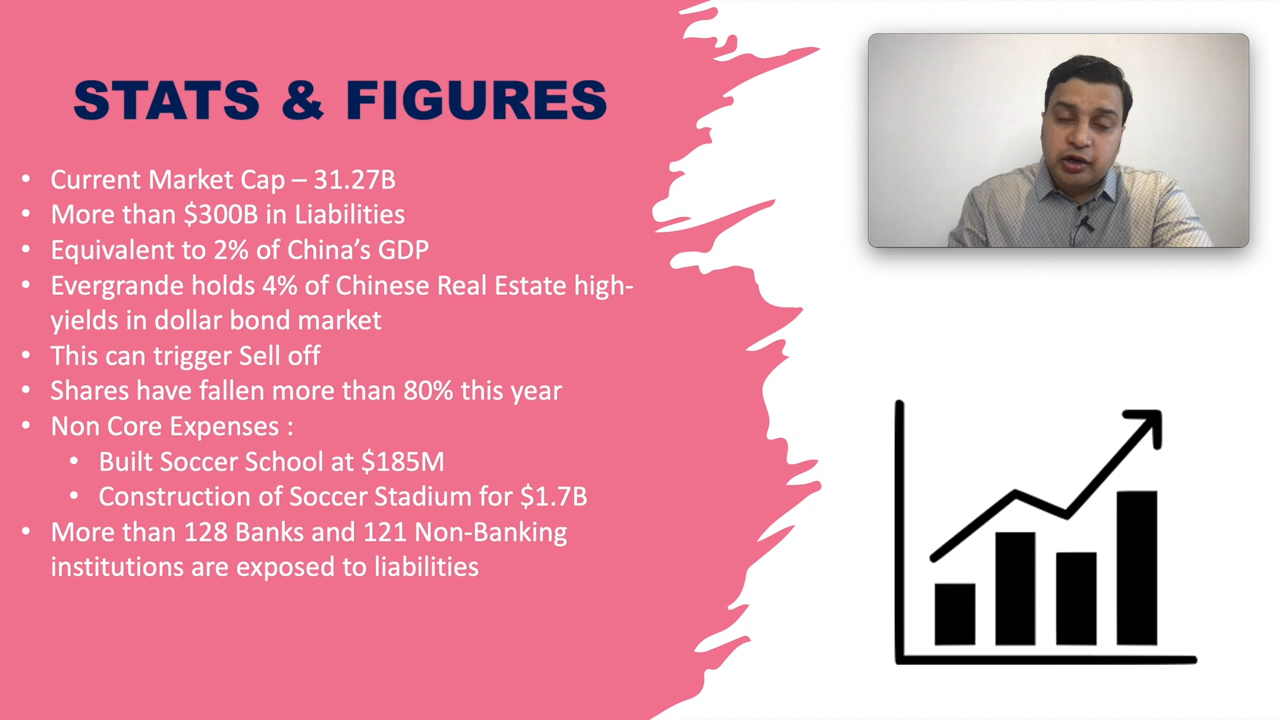 STATS & FIGURES
• Current Market Cap – 31.27B
• More than $300B in Liabilities
• Equivalent to 2% of China’s GDP
• Evergrande holds 4% of Chinese Real Estate high-
yields in dollar bond market
• This can trigger Sell off
• Shares have fallen more than 80% this year
• Non Core Expenses :
• Built Soccer School at $185M
• Construction of Soccer Stadium for $1.7B
• More than 128 Banks and 121 Non-Banking
institutions are exposed to liabilities